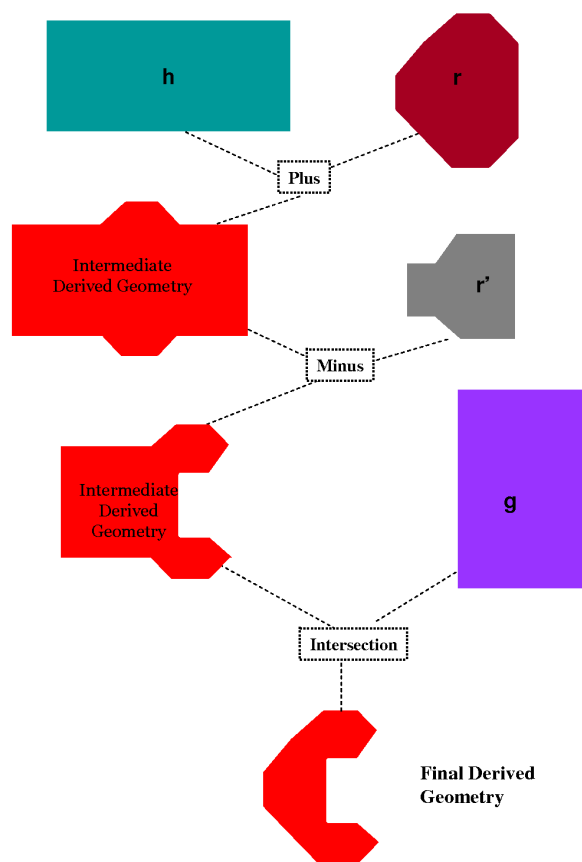 h
r
Plus
Intermediate
Derived Geometry
r’
Minus
Intermediate
Derived
Geometry
g
Intersection
Final Derived
Geometry